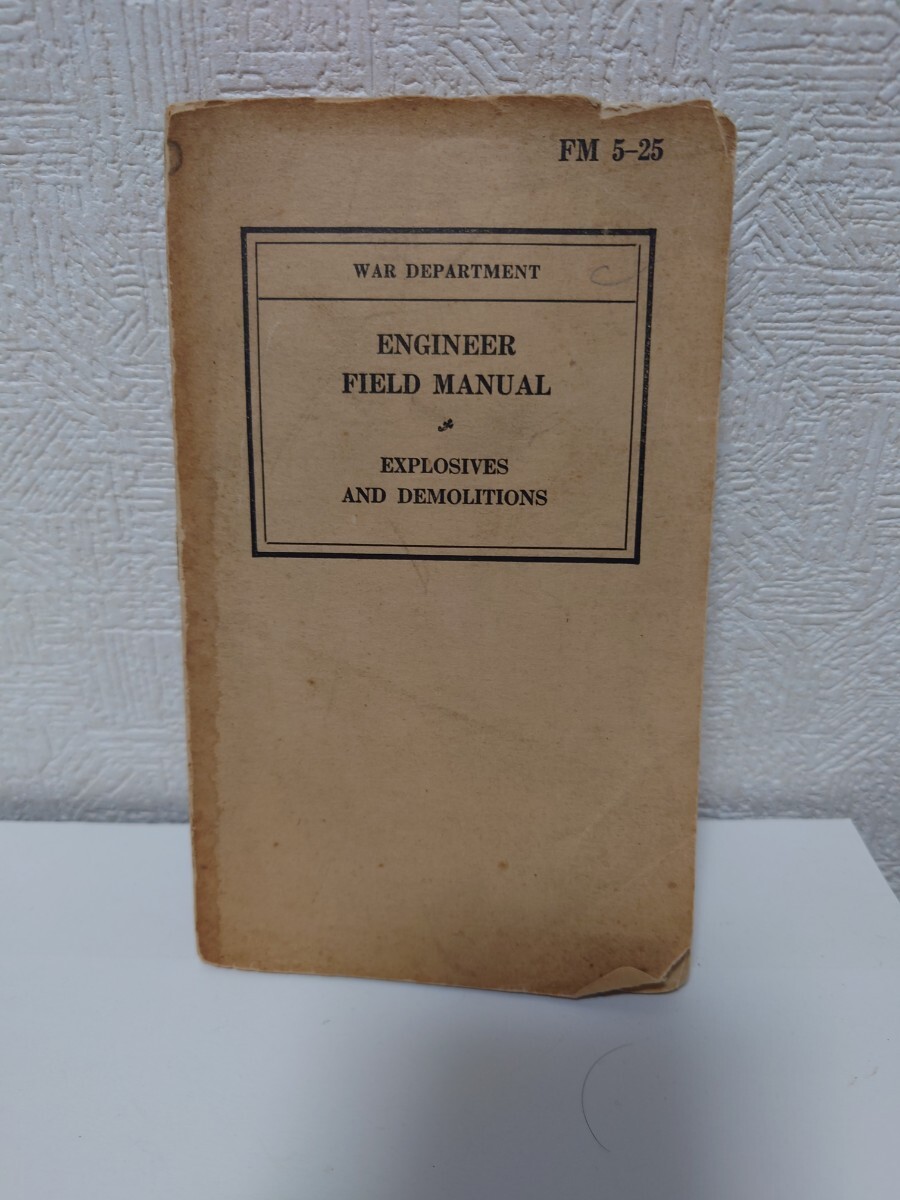 FM 5–25
WAR DEPARTMENT
ENGINEER
FIELD MANUAL
EXPLOSIVES
AND DEMOLITIONS